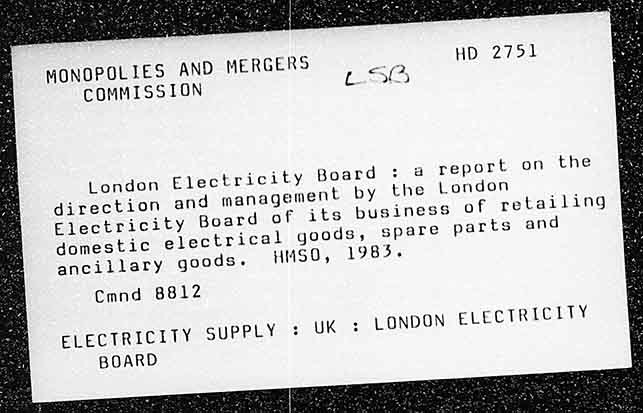 MONOPOLIES AND MERGERS LSB HD 2751
COMMISSION
London Electricity Board : a report on the
direction and management by the London
Electricity Board of its business of retailing
domestic electrical goods, spare parts and
ancillary goods. HMSO, 1983.
Cmnd 8812
ELECTRICITY SUPPLY : UK : LONDON ELECTRICITY
BOARD